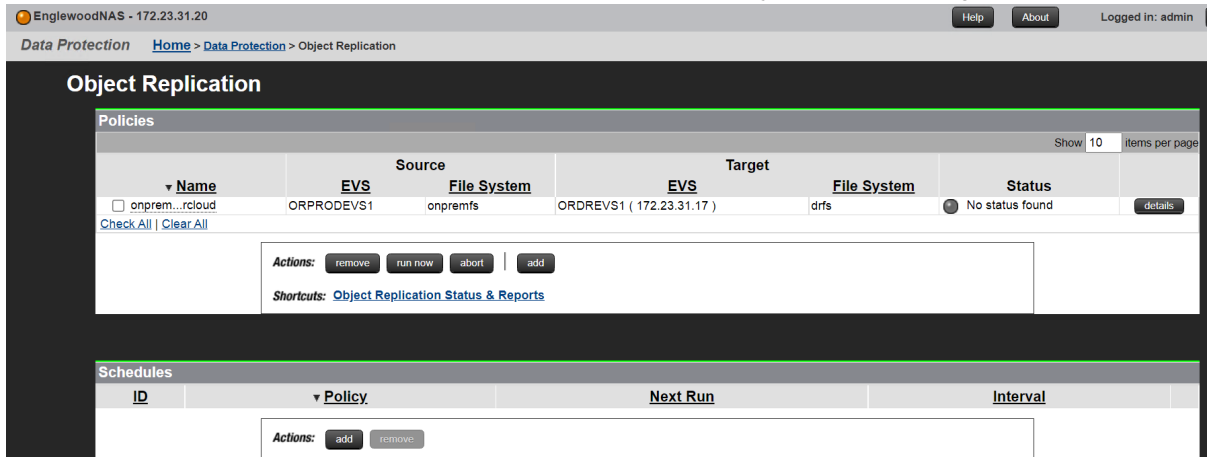 EnglewoodNAS - 172.23.31.20 Help About Logged in: admin
Data Protection Home > Data Protection > Object Replication
Object Replication
Policies
Show 10 items per page
Source Target
▼ Name EVS File System EVS File System Status
onprem...rcloud ORPRODEVS1 onpremfs ORDREVS1 ( 172.23.31.17 ) drfs No status found details
Check All | Clear All
Actions: remove run now abort | add
Shortcuts: Object Replication Status & Reports
Schedules
ID ▼ Policy Next Run Interval
Actions: add remove